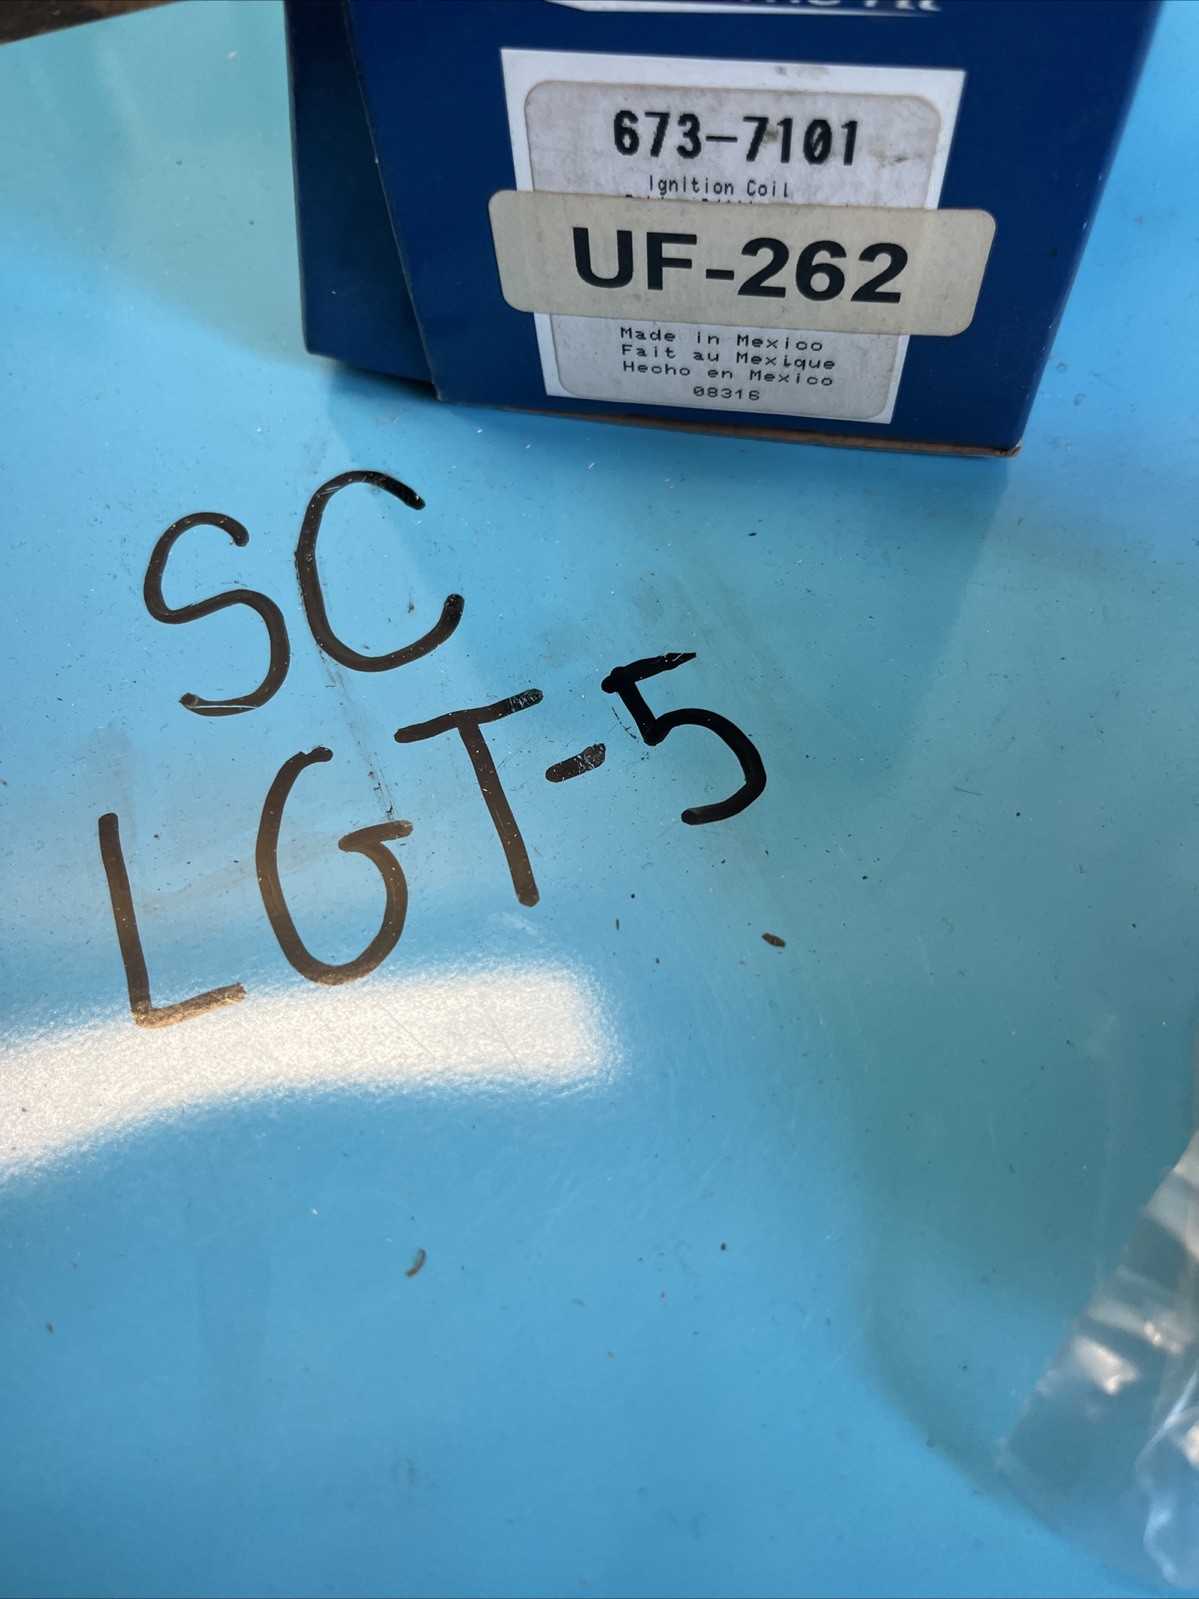 673-7101
Ignition Coil
UF-262
Made in Mexico
Fait au Mexique
Hecho en Mexico
08316
SC
LGT-5